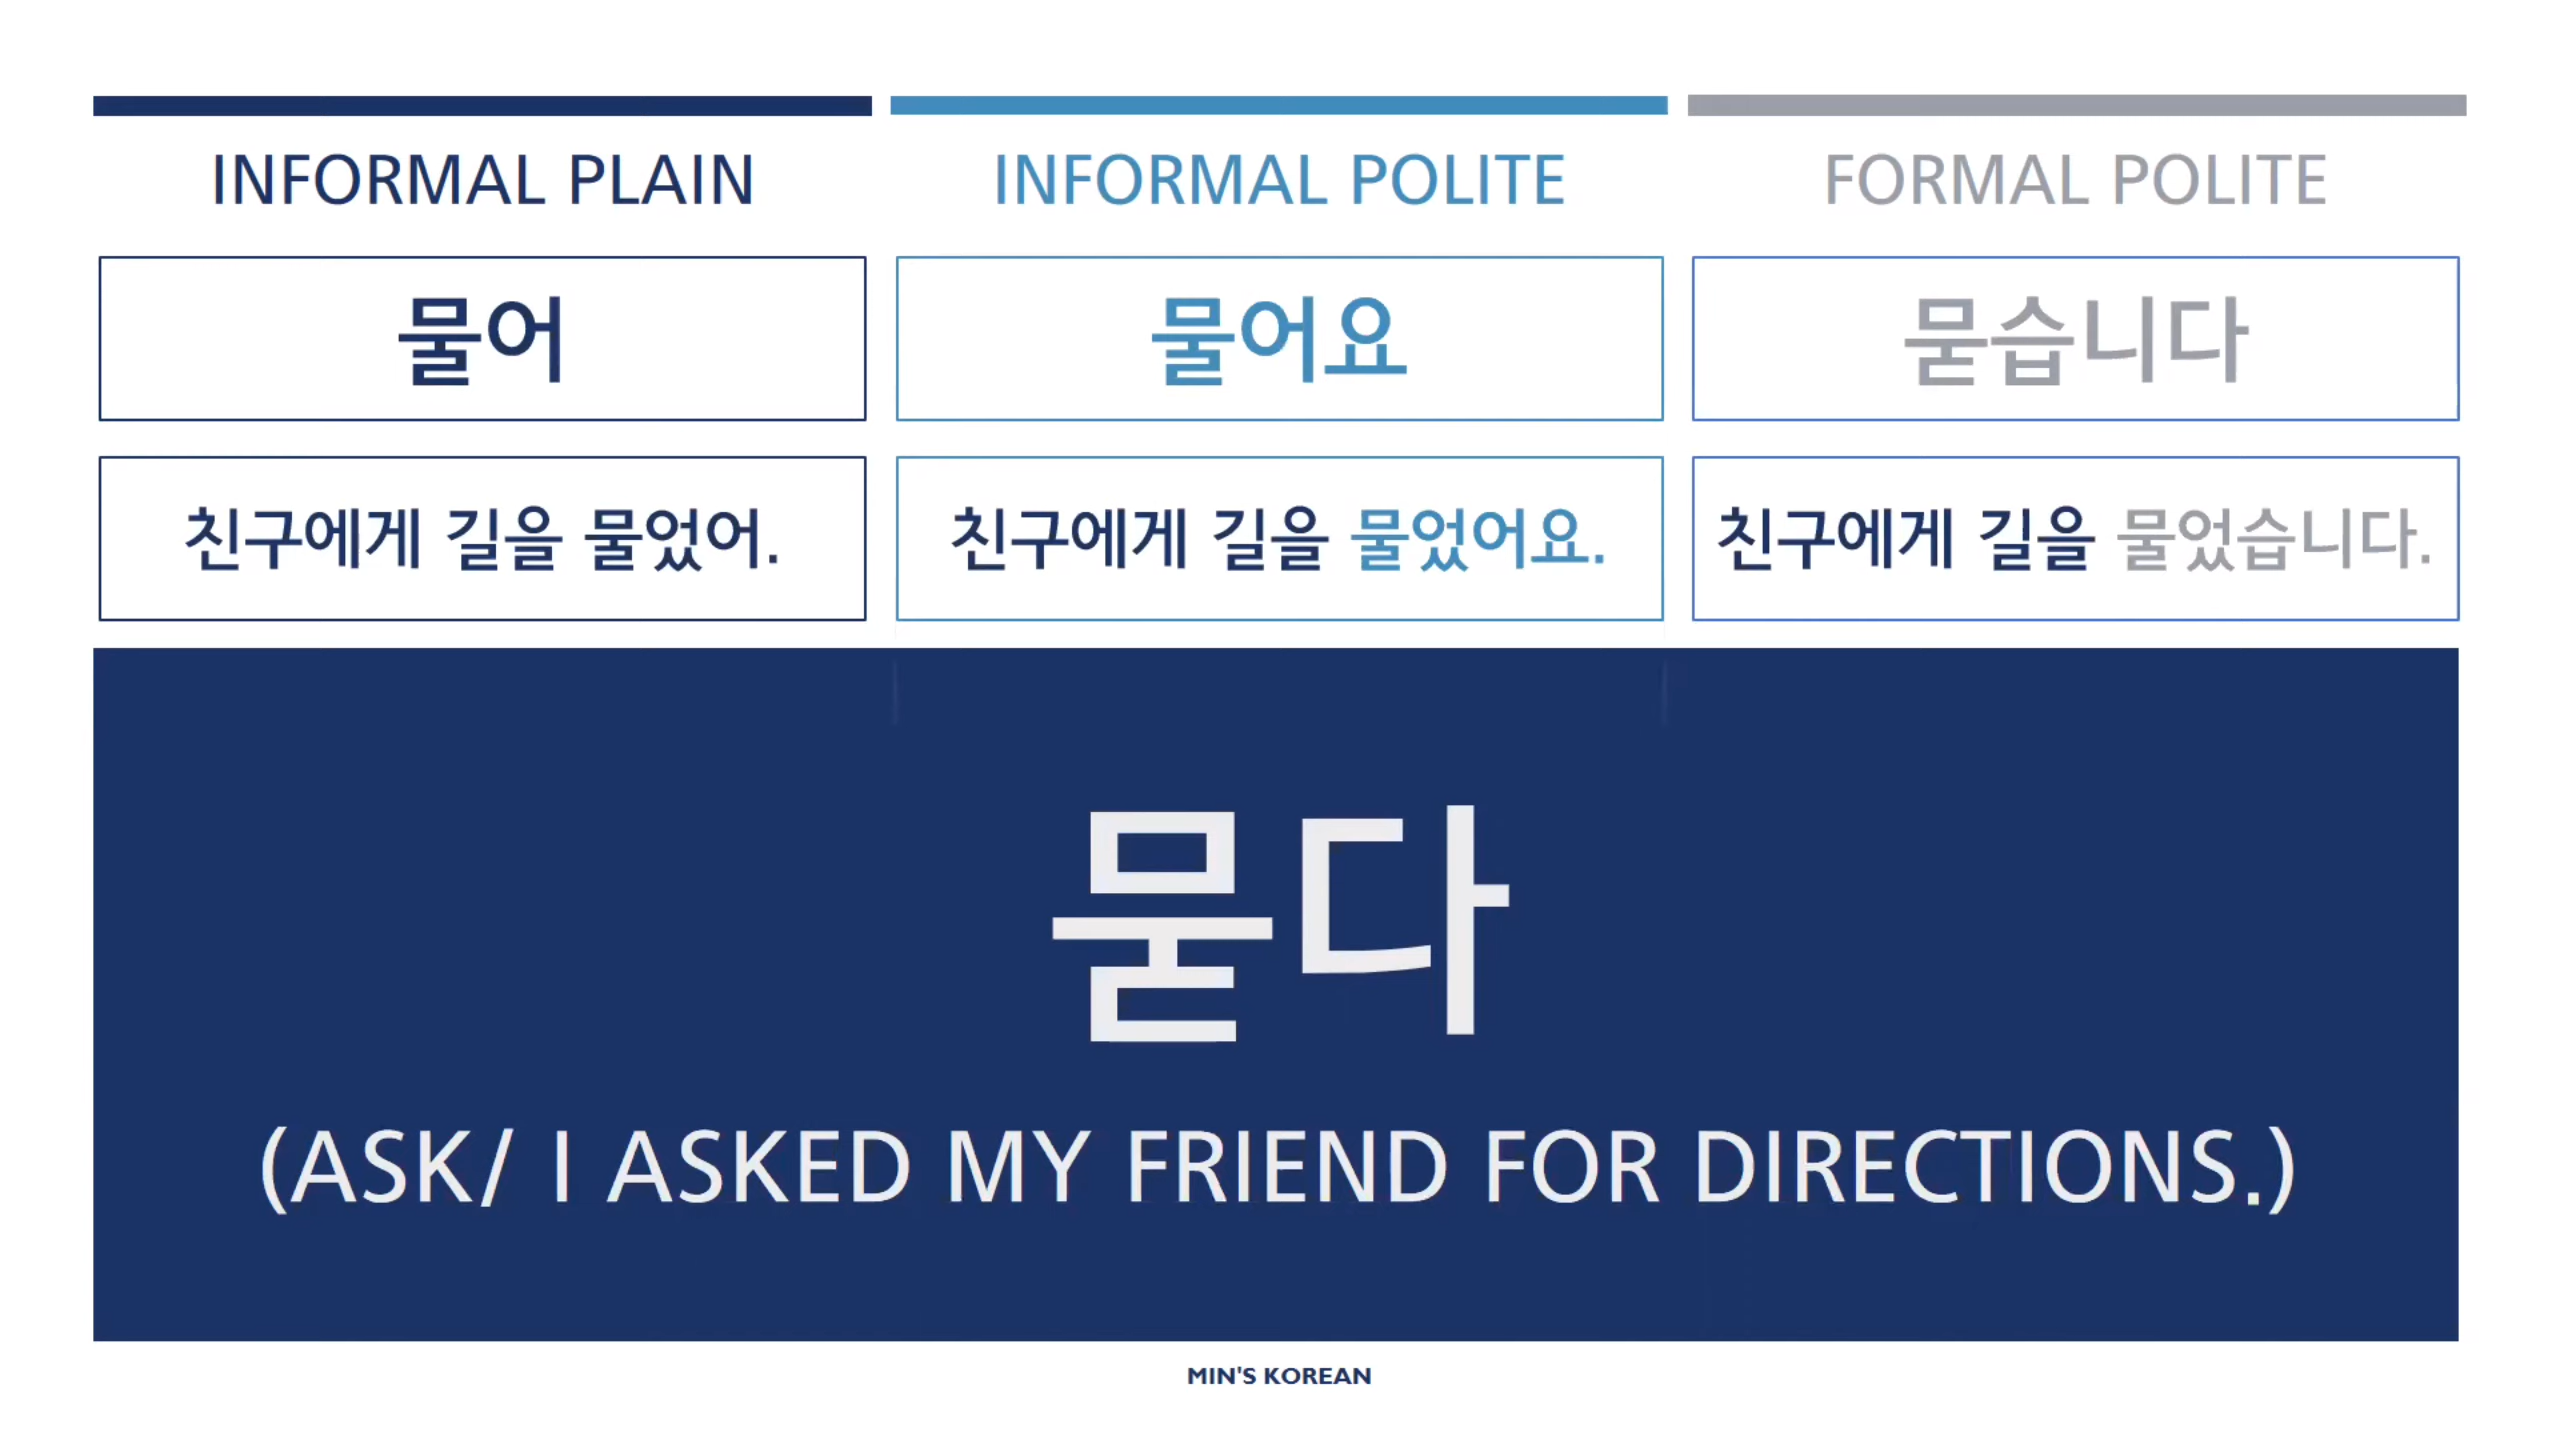 INFORMAL PLAIN
INFORMAL POLITE
FORMAL POLITE
물어
물어요
묻습니다
친구에게 길을 물었어.
친구에게 길을 물었어요.
친구에게 길을 물었습니다.
묻다
(ASK/ I ASKED MY FRIEND FOR DIRECTIONS.)
MIN'S KOREAN